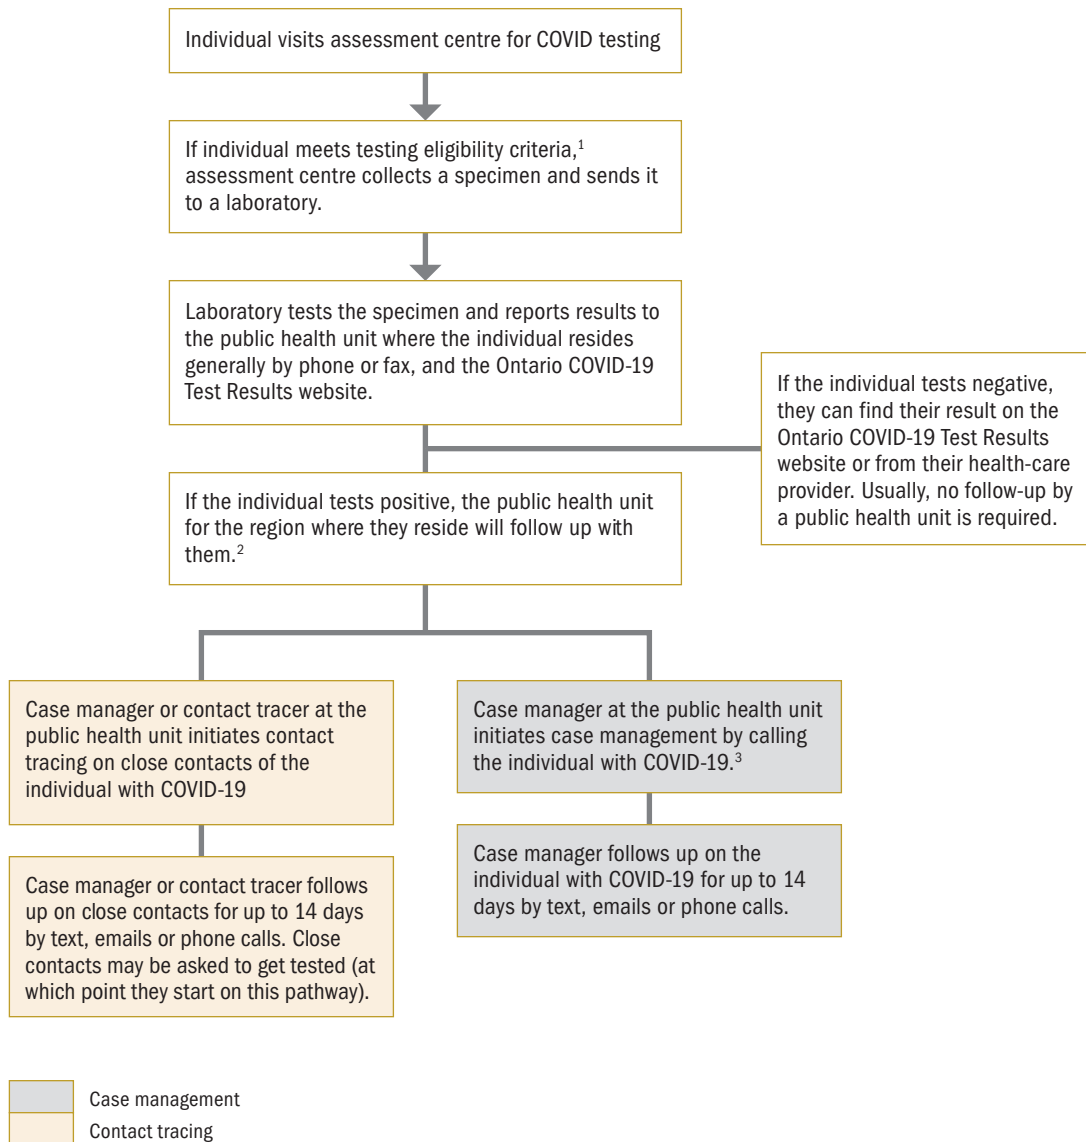 Individual visits assessment centre for COVID testing
If individual meets testing eligibility criteria,¹
assessment centre collects a specimen and sends it
to a laboratory.
Laboratory tests the specimen and reports results to
the public health unit where the individual resides
generally by phone or fax, and the Ontario COVID-19
Test Results website.
If the individual tests negative,
they can find their result on the
Ontario COVID-19 Test Results
website or from their health-care
provider. Usually, no follow-up by
a public health unit is required.
If the individual tests positive, the public health unit
for the region where they reside will follow up with
them.²
Case manager or contact tracer at the
public health unit initiates contact
tracing on close contacts of the
individual with COVID-19
Case manager at the public health unit
initiates case management by calling
the individual with COVID-19.³
Case manager or contact tracer follows
up on close contacts for up to 14 days
by text, emails or phone calls. Close
contacts may be asked to get tested (at
which point they start on this pathway).
Case manager follows up on the
individual with COVID-19 for up to 14
days by text, emails or phone calls.
Case management
Contact tracing